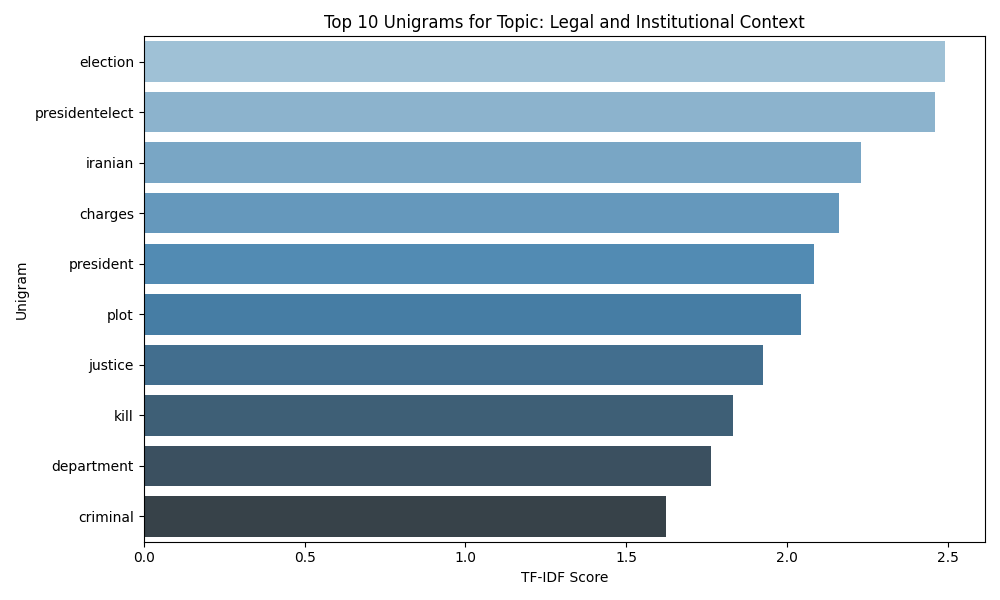 Top 10 Unigrams for Topic: Legal and Institutional Context
Unigram
election
presidentelect
iranian
charges
president
plot
justice
kill
department
criminal
0.0 0.5 1.0 1.5 2.0 2.5
TF-IDF Score